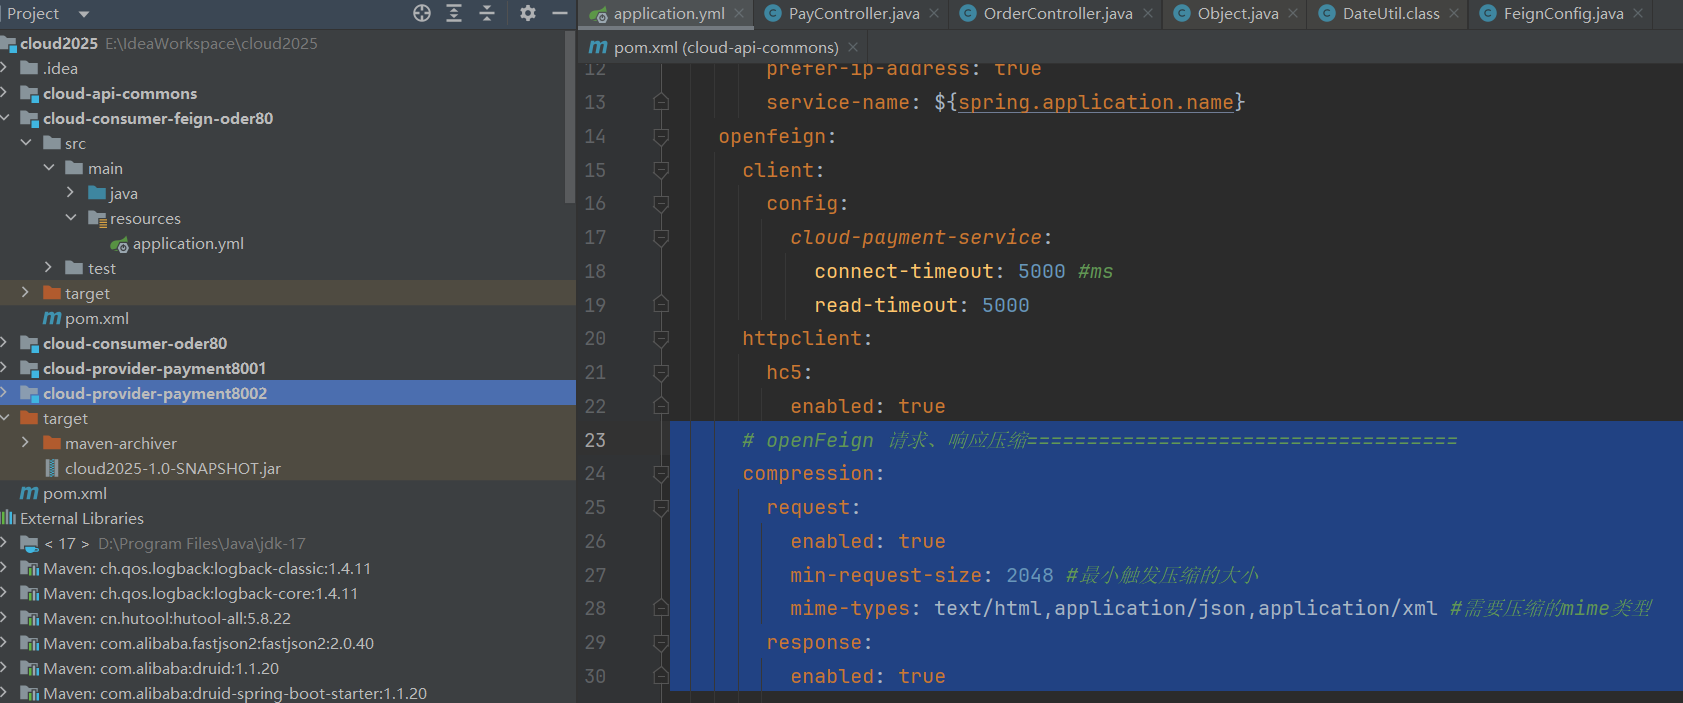 Project
cloud2025 E:\IdeaWorkspace\cloud2025
.idea
cloud-api-commons
cloud-consumer-feign-oder80
src
main
java
resources
application.yml
test
target
pom.xml
cloud-consumer-oder80
cloud-provider-payment8001
cloud-provider-payment8002
target
maven-archiver
cloud2025-1.0-SNAPSHOT.jar
pom.xml
External Libraries
< 17 > D:\Program Files\Java\jdk-17
Maven: ch.qos.logback:logback-classic:1.4.11
Maven: ch.qos.logback:logback-core:1.4.11
Maven: cn.hutool:hutool-all:5.8.22
Maven: com.alibaba.fastjson2:fastjson2:2.0.40
Maven: com.alibaba:druid:1.1.20
Maven: com.alibaba:druid-spring-boot-starter:1.1.20
application.yml PayController.java OrderController.java Object.java DateUtil.class FeignConfig.java
pom.xml (cloud-api-commons)
12 prefer-ip-address: true
13 service-name: ${spring.application.name}
14 openfeign:
15 client:
16 config:
17 cloud-payment-service:
18 connect-timeout: 5000 #ms
19 read-timeout: 5000
20 httpclient:
21 hc5:
22 enabled: true
23 # openFeign 请求、响应压缩====================================
24 compression:
25 request:
26 enabled: true
27 min-request-size: 2048 #最小触发压缩的大小
28 mime-types: text/html,application/json,application/xml #需要压缩的mime类型
29 response:
30 enabled: true